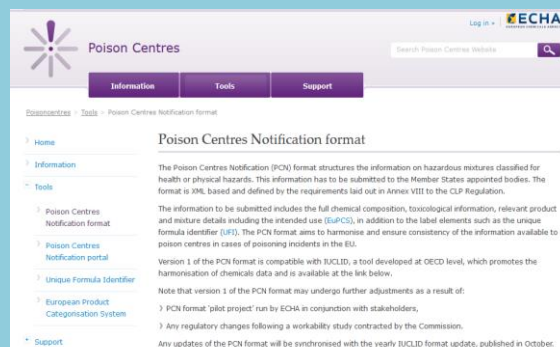 Log in
ECHA
Poison Centres
Search Poison Centres Website
Information Tools Support
Poisoncentres > Tools > Poison Centres Notification format
Home
Information
Tools
Poison Centres
Notification format
Poison Centres
Notification portal
Unique Formula Identifier
European Product
Categorisation System
Support
Poison Centres Notification format
The Poison Centres Notification (PCN) format structures the information on hazardous mixtures classified for
health or physical hazards. This information has to be submitted to the Member States appointed bodies. The
format is XML based and defined by the requirements laid out in Annex VIII to the CLP Regulation.
The information to be submitted includes the full chemical composition, toxicological information, relevant product
and mixture details including the intended use (EuPCS), in addition to the label elements such as the unique
formula identifier (UFI). The PCN format aims to harmonise and ensure consistency of the information available to
poison centres in cases of poisoning incidents in the EU.
Version 1 of the PCN format is compatible with IUCLID, a tool developed at OECD level, which promotes the
harmonisation of chemicals data and is available at the link below.
Note that version 1 of the PCN format may undergo further adjustments as a result of:
PCN format 'pilot project' run by ECHA in conjunction with stakeholders,
Any regulatory changes following a workability study contracted by the Commission.
Any updates of the PCN format will be synchronised with the yearly IUCLID format update, published in October.